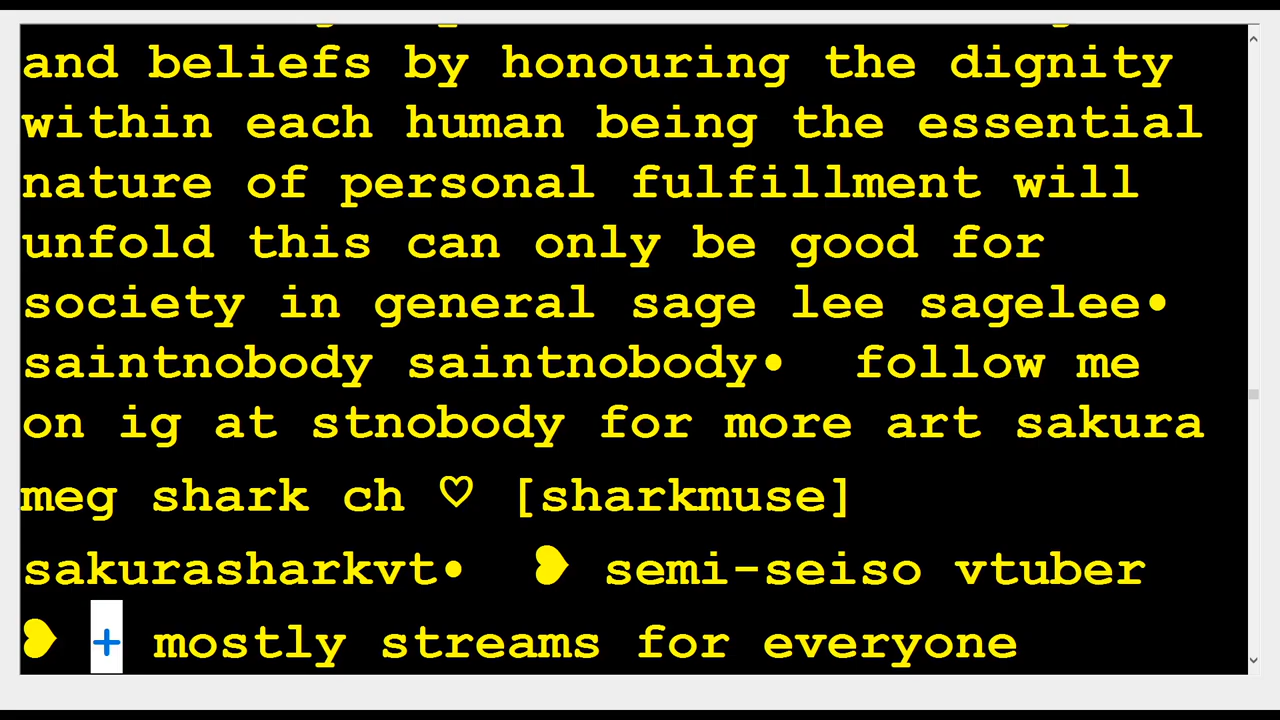 and beliefs by honouring the dignity
within each human being the essential
nature of personal fulfillment will
unfold this can only be good for
society in general sage lee sagelee•
saintnobody saintnobody•  follow me
on ig at stnobody for more art sakura
meg shark ch ♡ [sharkmuse]
sakurasharkvt•  ❥ semi-seiso vtuber
❥ + mostly streams for everyone